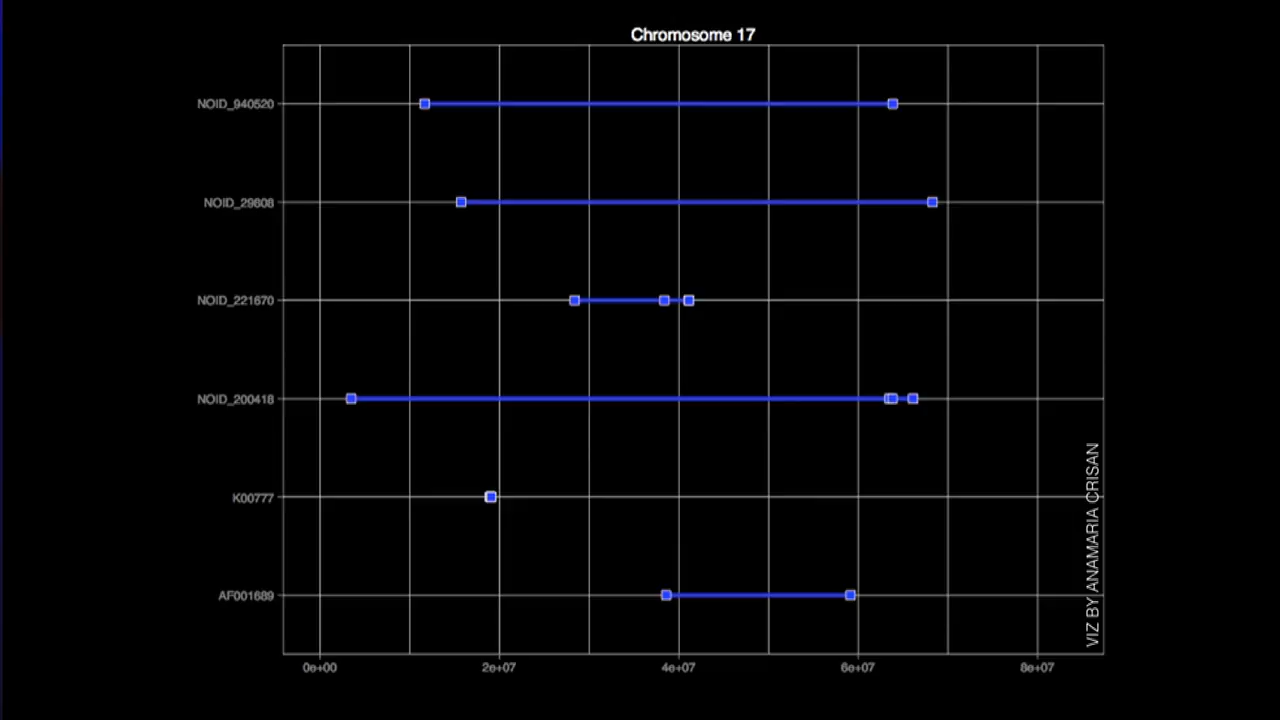 Chromosome 17
NOID_940520
NOID_29608
NOID_221670
NOID_200418
K00777
AF001689
0e+00 2e+07 4e+07 6e+07 8e+07
VIZ BY ANAMARIA CRISAN